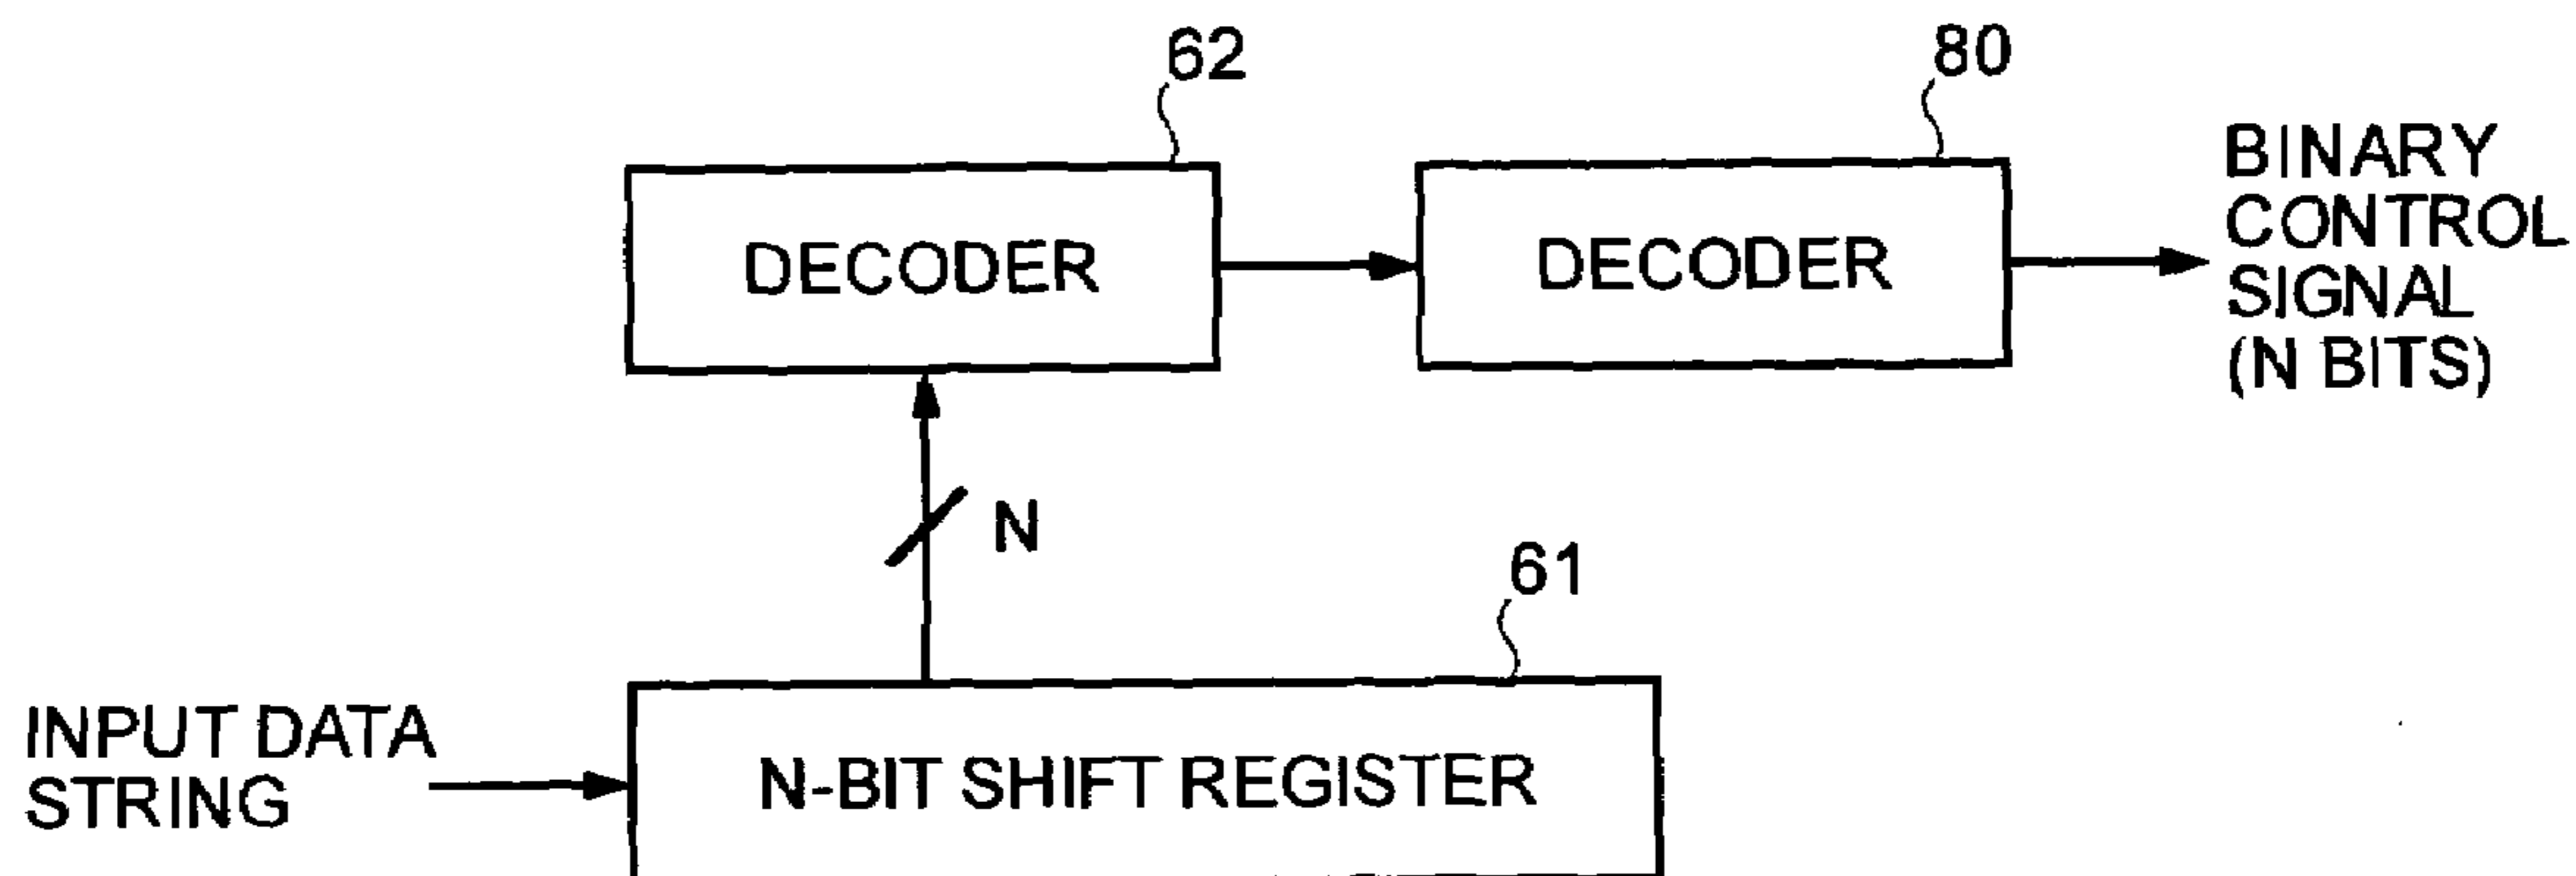 62
80
DECODER
DECODER
BINARY
CONTROL
SIGNAL
(N BITS)
N
61
INPUT DATA
STRING
N-BIT SHIFT REGISTER